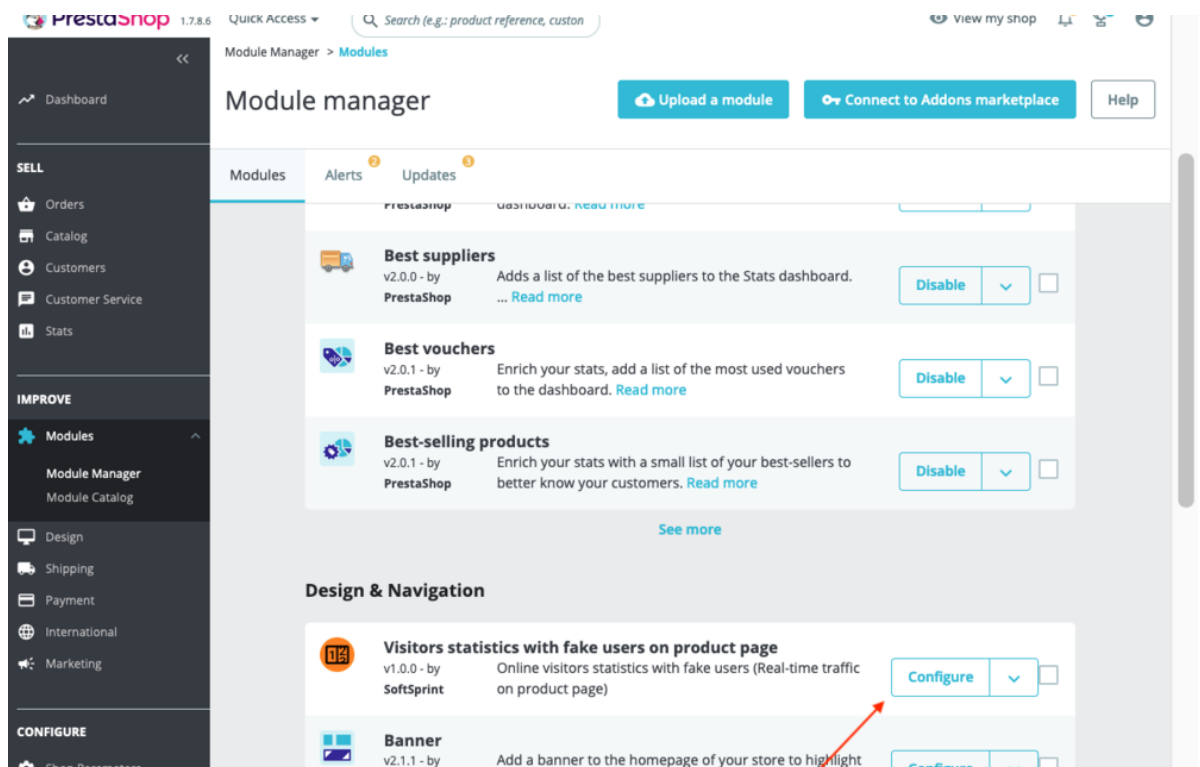 PrestaShop 1.7.8.6 Quick Access Search (e.g.: product reference, custon View my shop
Module Manager > Modules
Module manager
Upload a module
Connect to Addons marketplace
Help
Modules
Alerts 2
Updates 3
Dashboard
SELL
Orders
Catalog
Customers
Customer Service
Stats
IMPROVE
Modules
Module Manager
Module Catalog
Design
Shipping
Payment
International
Marketing
CONFIGURE
Shop Parameters
PrestaShop dashboard. Read more
Best suppliers
v2.0.0 - by Adds a list of the best suppliers to the Stats dashboard.
PrestaShop ... Read more
Disable
Best vouchers
v2.0.1 - by Enrich your stats, add a list of the most used vouchers
PrestaShop to the dashboard. Read more
Disable
Best-selling products
v2.0.1 - by Enrich your stats with a small list of your best-sellers to
PrestaShop better know your customers. Read more
Disable
See more
Design & Navigation
Visitors statistics with fake users on product page
v1.0.0 - by Online visitors statistics with fake users (Real-time traffic
SoftSprint on product page)
Configure
Banner
v2.1.1 - by Add a banner to the homepage of your store to highlight
Configure